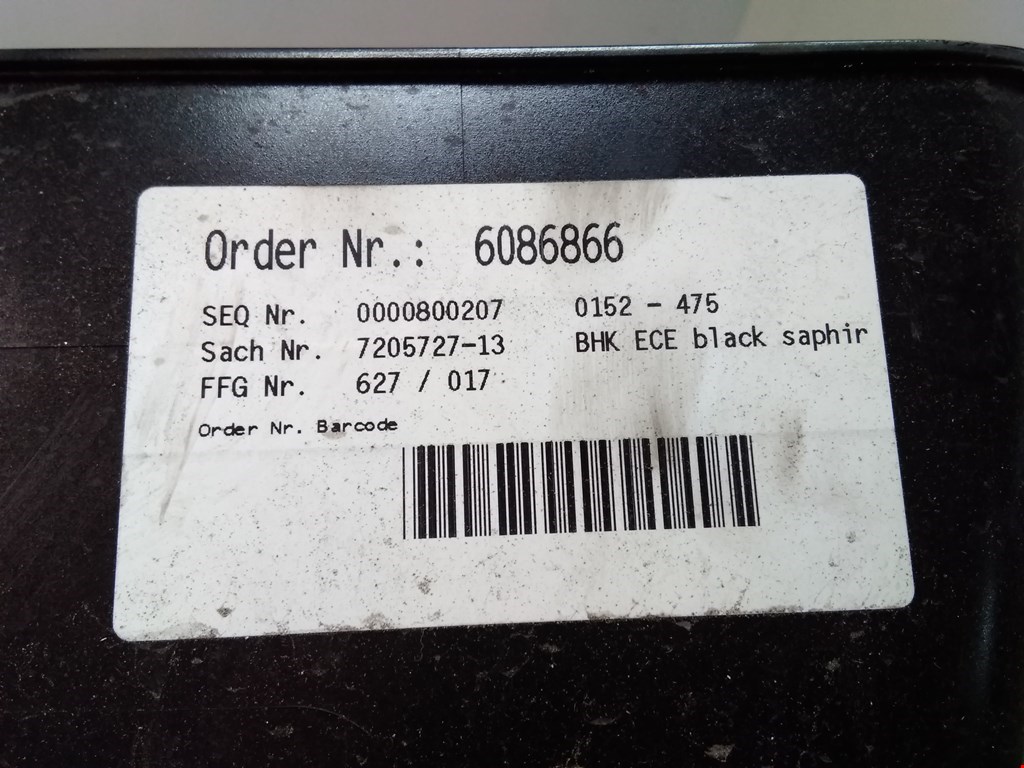 Order Nr.: 6086866
SEQ Nr. 0000800207 0152 - 475
Sach Nr. 7205727-13 BHK ECE black saphir
FFG Nr. 627 / 017
Order Nr. Barcode